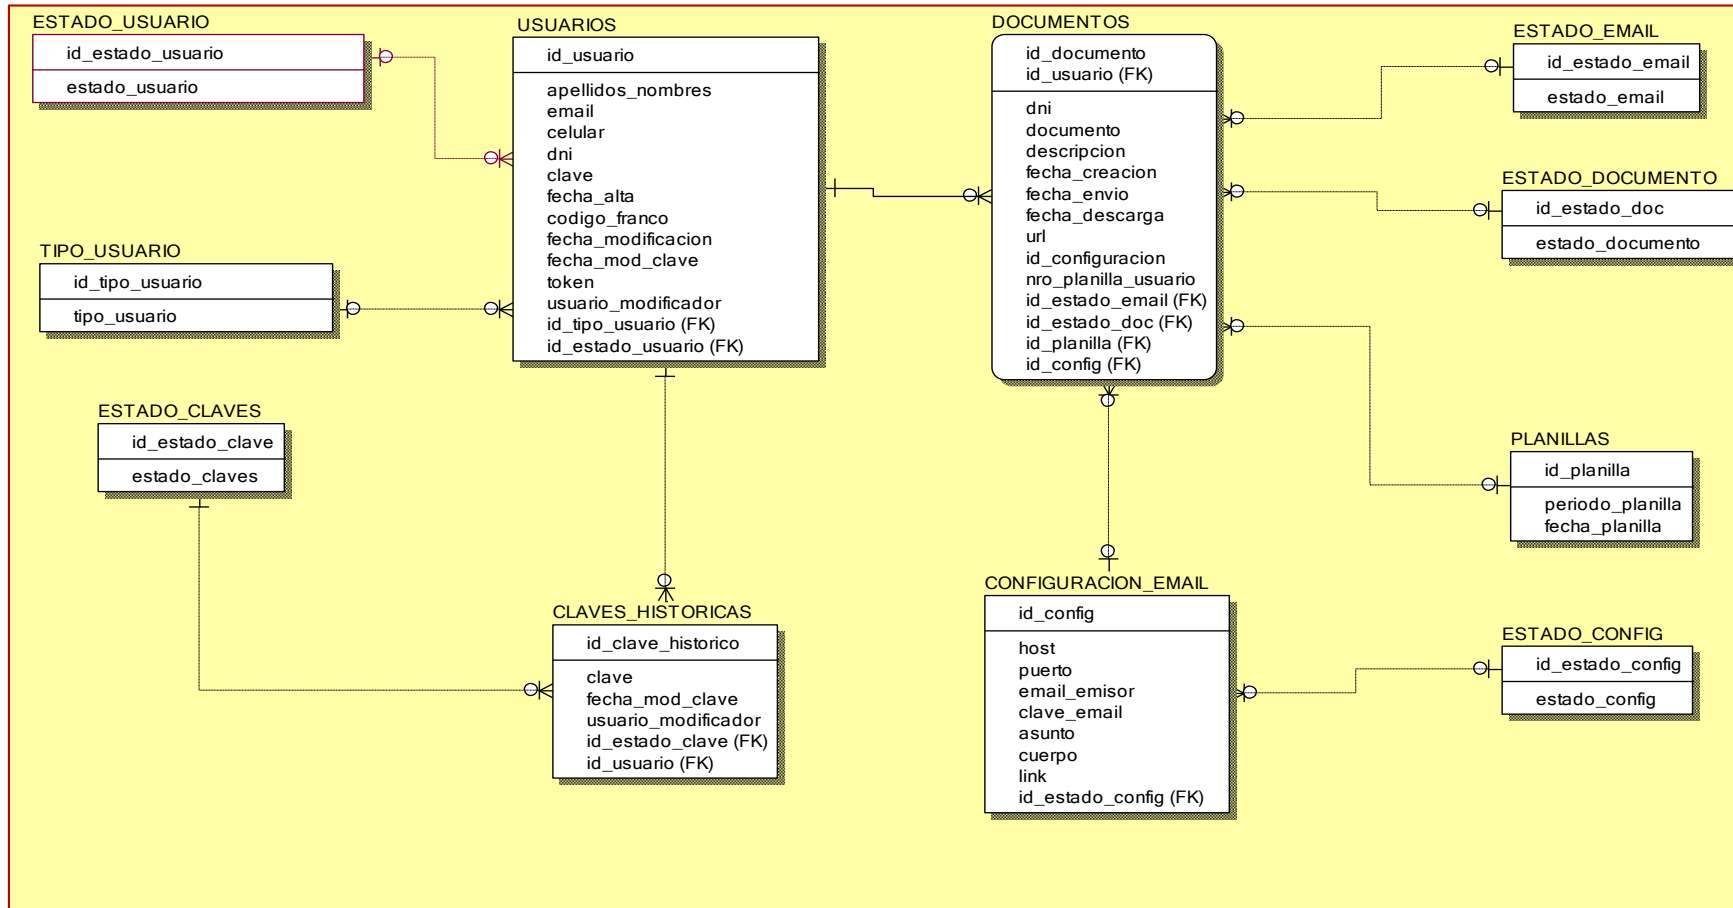 ESTADO_USUARIO
id_estado_usuario
estado_usuario
TIPO_USUARIO
id_tipo_usuario
tipo_usuario
ESTADO_CLAVES
id_estado_clave
estado_claves
USUARIOS
id_usuario
apellidos_nombres
email
celular
dni
clave
fecha_alta
codigo_franco
fecha_modificacion
fecha_mod_clave
token
usuario_modificador
id_tipo_usuario (FK)
id_estado_usuario (FK)
CLAVES_HISTORICAS
id_clave_historico
clave
fecha_mod_clave
usuario_modificador
id_estado_clave (FK)
id_usuario (FK)
DOCUMENTOS
id_documento
id_usuario (FK)
dni
documento
descripcion
fecha_creacion
fecha_envio
fecha_descarga
url
id_configuracion
nro_planilla_usuario
id_estado_email (FK)
id_estado_doc (FK)
id_planilla (FK)
id_config (FK)
CONFIGURACION_EMAIL
id_config
host
puerto
email_emisor
clave_email
asunto
cuerpo
link
id_estado_config (FK)
ESTADO_EMAIL
id_estado_email
estado_email
ESTADO_DOCUMENTO
id_estado_doc
estado_documento
PLANILLAS
id_planilla
periodo_planilla
fecha_planilla
ESTADO_CONFIG
id_estado_config
estado_config